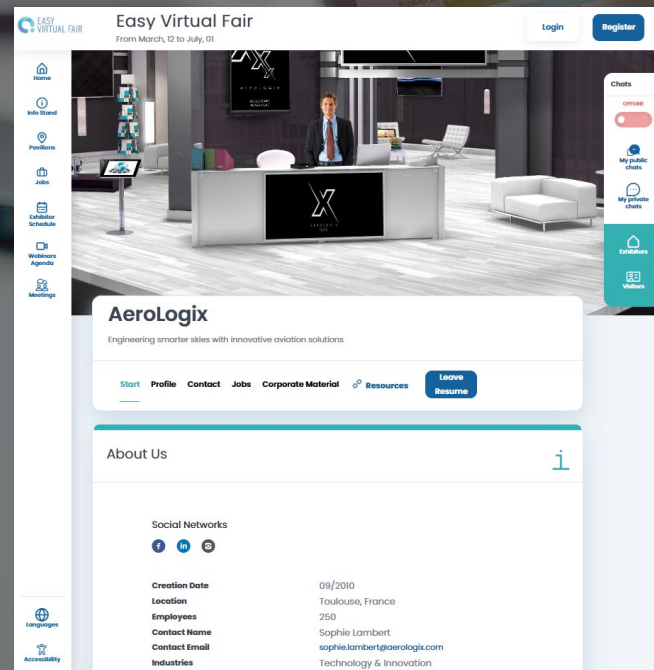 EASY
VIRTUAL FAIR
Easy Virtual Fair
From March, 12 to July, 01
Login
Register
Home
Info Stand
Pavilions
Jobs
Exhibitor
Schedule
Webinars
Agenda
Meetings
Languages
Accessibility
AEROLOGIX
X
AEROLOGIX
Chats
OFFLINE
My public
chats
My private
chats
Exhibitors
Visitors
AeroLogix
Engineering smarter skies with innovative aviation solutions
Start Profile Contact Jobs Corporate Material Resources
Leave
Resume
About Us
i
Social Networks
Creation Date 09/2010
Location Toulouse, France
Employees 250
Contact Name Sophie Lambert
Contact Email sophie.lambert@aerologix.com
Industries Technology & Innovation